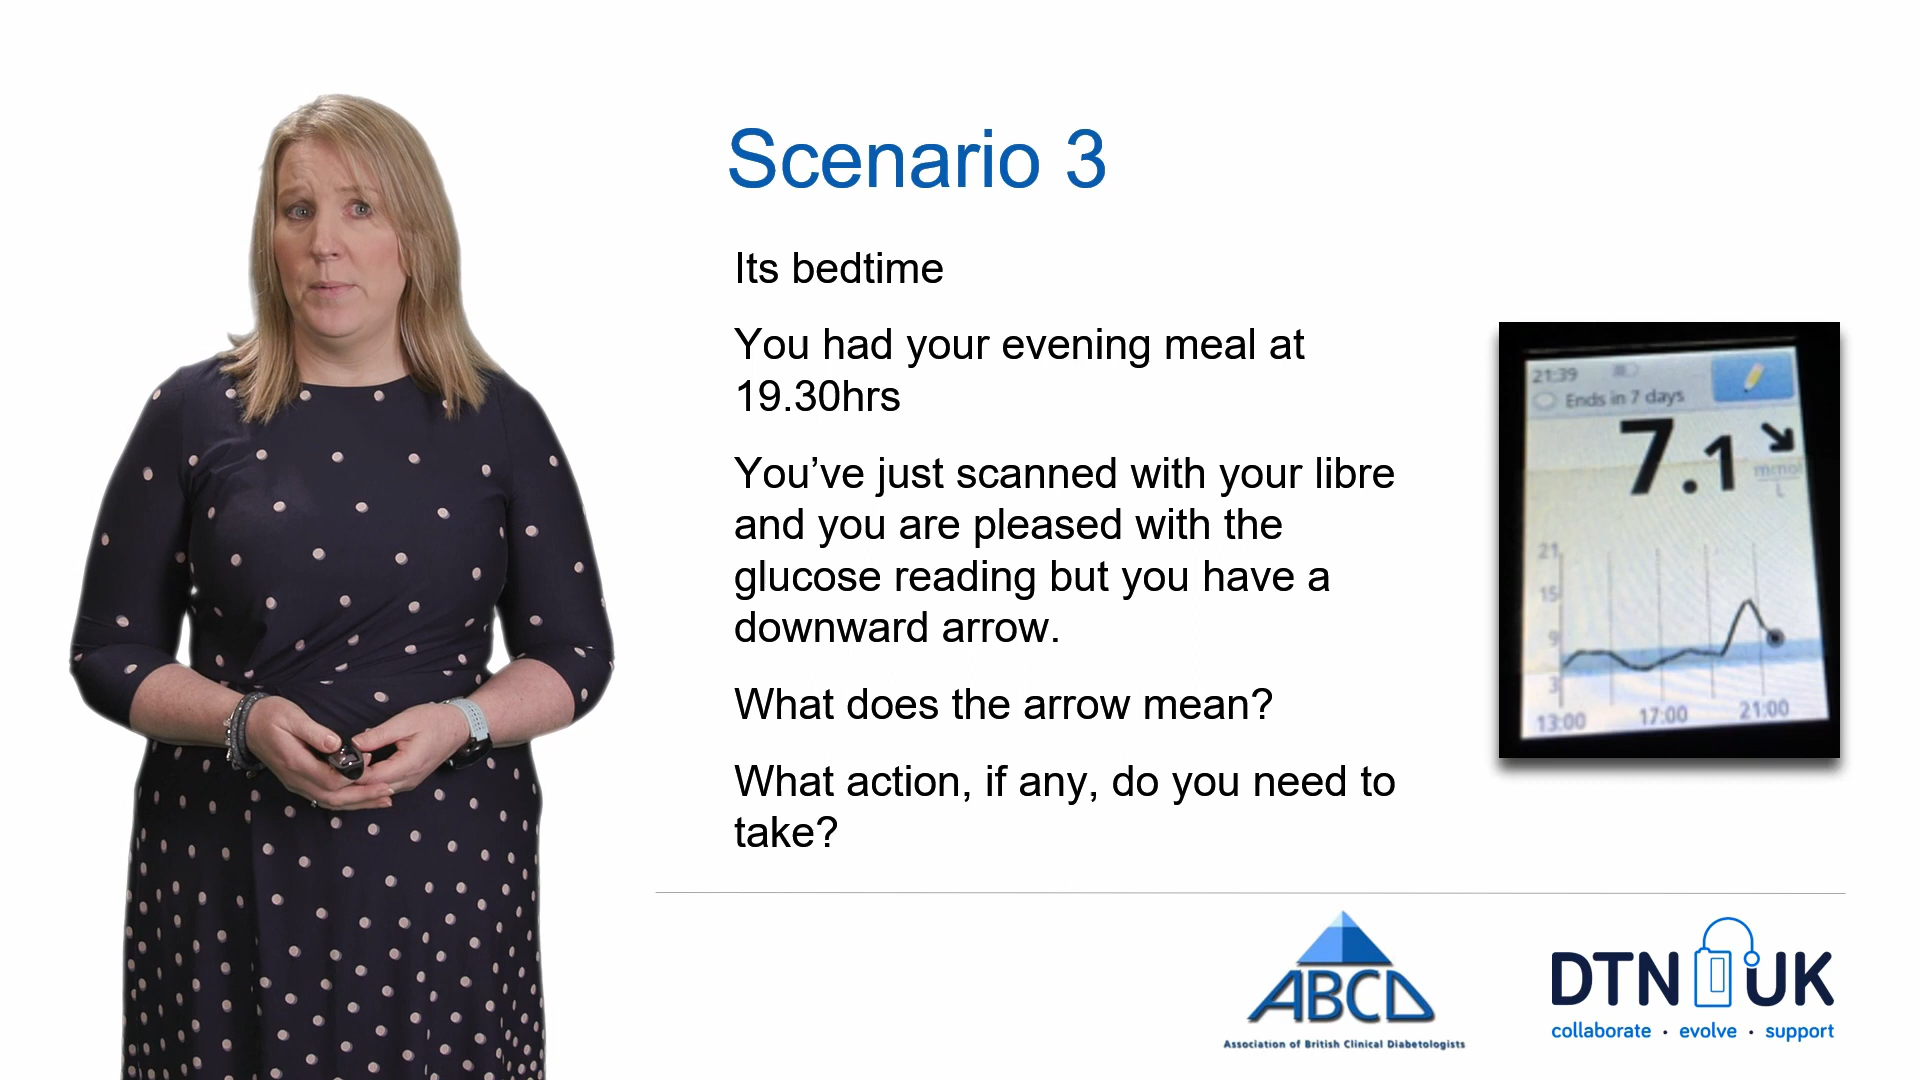 Scenario 3
Its bedtime
You had your evening meal at
19.30hrs
You’ve just scanned with your libre
and you are pleased with the
glucose reading but you have a
downward arrow.
What does the arrow mean?
What action, if any, do you need to
take?
21:39
Ends in 7 days
7.1
mmol
L
21
15
9
3
13:00 17:00 21:00
ABCD
Association of British Clinical Diabetologists
DTN UK
collaborate • evolve • support